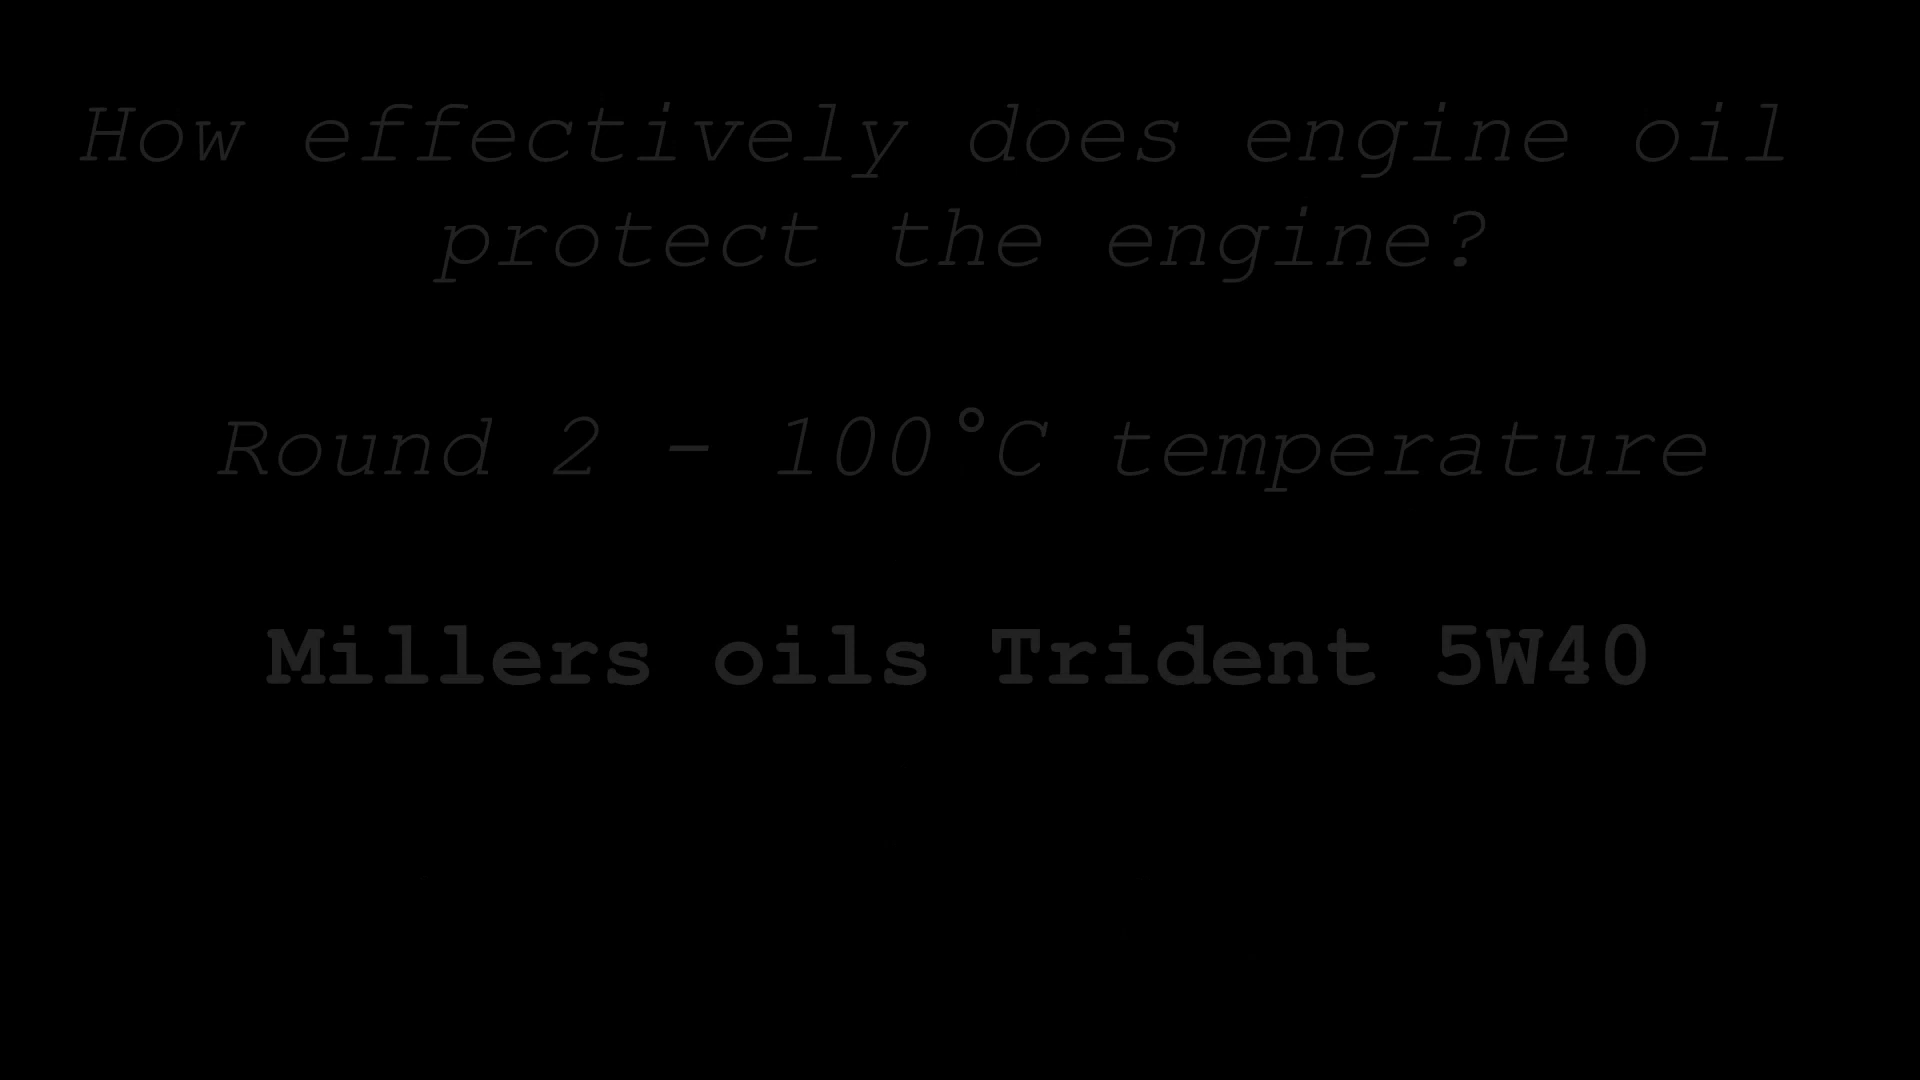 How effectively does engine oil
protect the engine?
Round 2 - 100°C temperature
Millers oils Trident 5W40